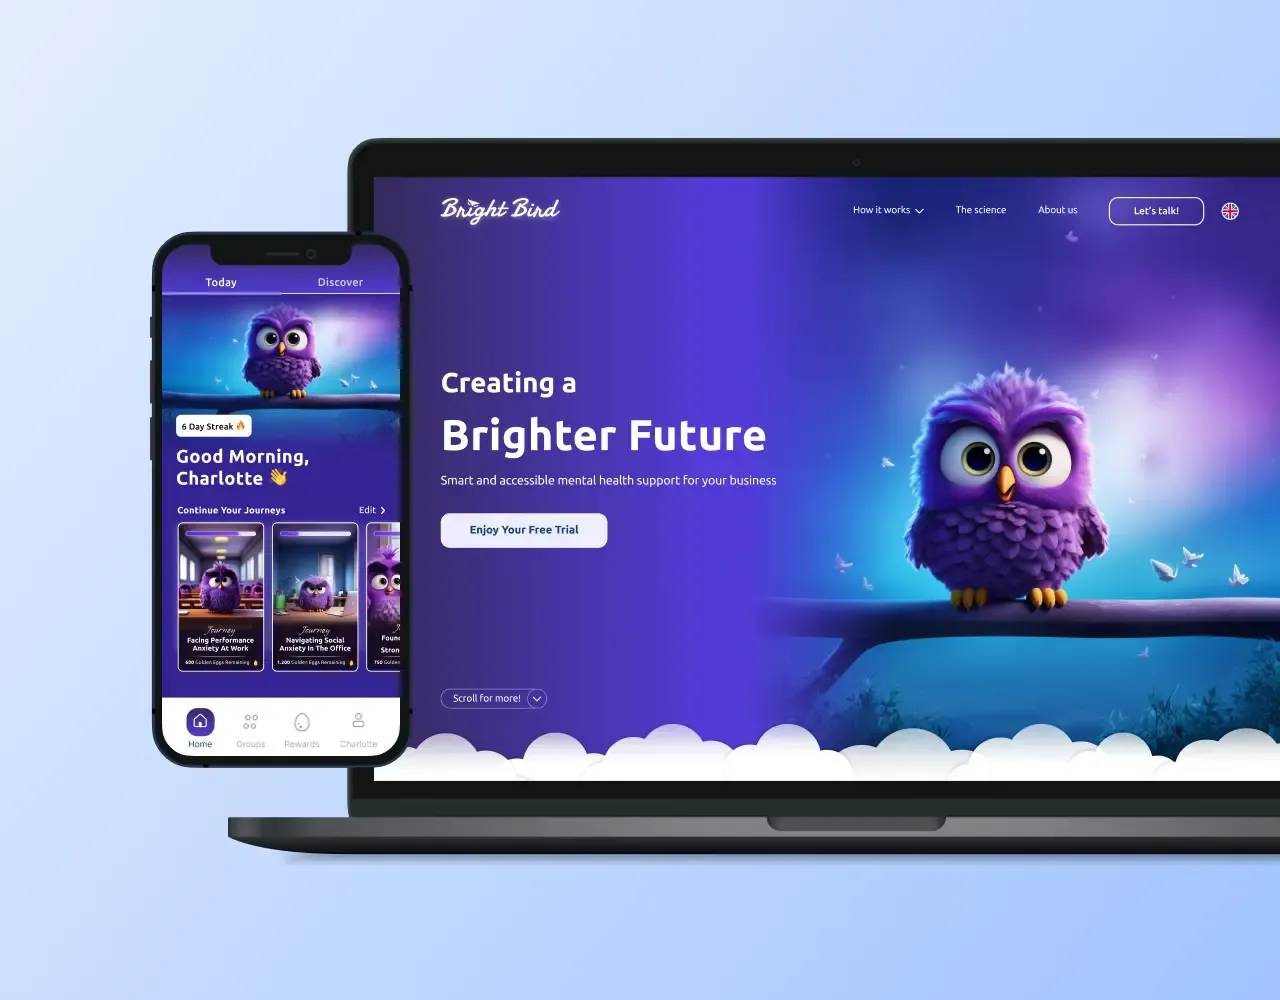 Bright Bird
How it works
The science
About us
Let's talk!
Creating a
Brighter Future
Smart and accessible mental health support for your business
Enjoy Your Free Trial
Scroll for more!
Today
Discover
6 Day Streak 🔥
Good Morning,
Charlotte 👋
Continue Your Journeys
Edit
Journey
Facing Performance
Anxiety At Work
600 Golden Eggs Remaining
Journey
Navigating Social
Anxiety In The Office
1.200 Golden Eggs Remaining
Foun
Stron
750 Golden
Home
Groups
Rewards
Charlotte